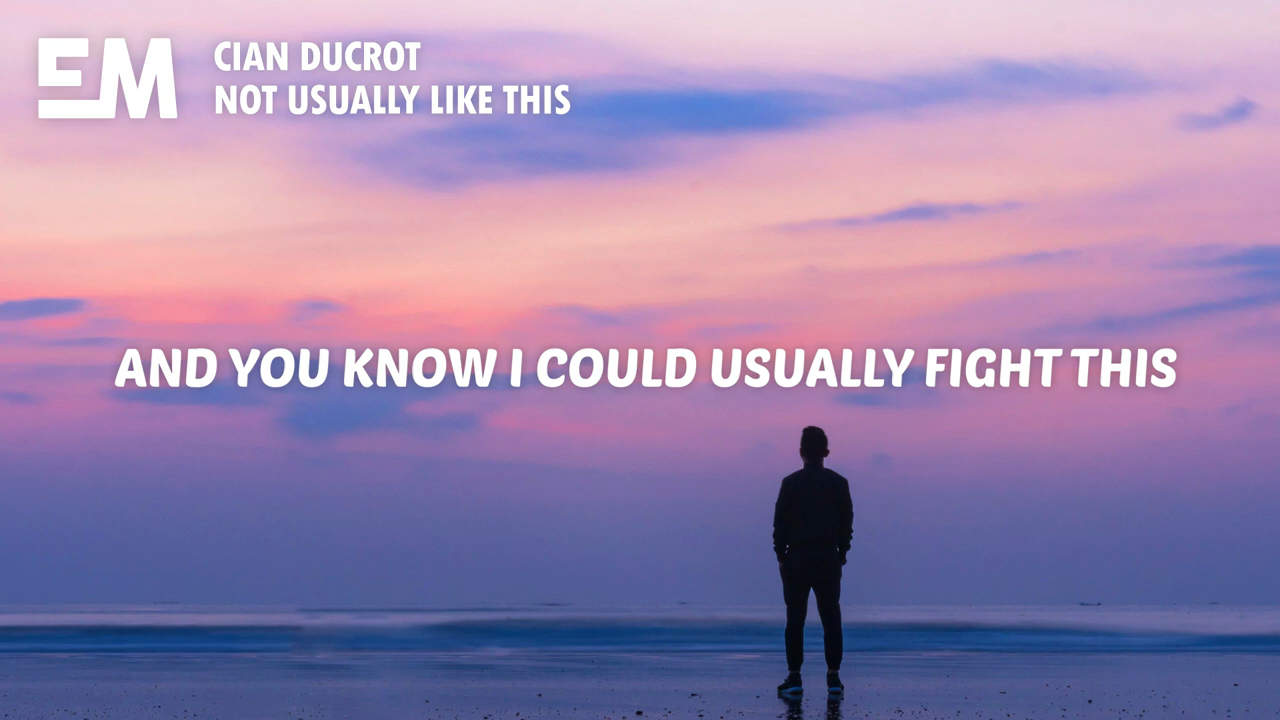 EM
CIAN DUCROT
NOT USUALLY LIKE THIS
AND YOU KNOW I COULD USUALLY FIGHT THIS